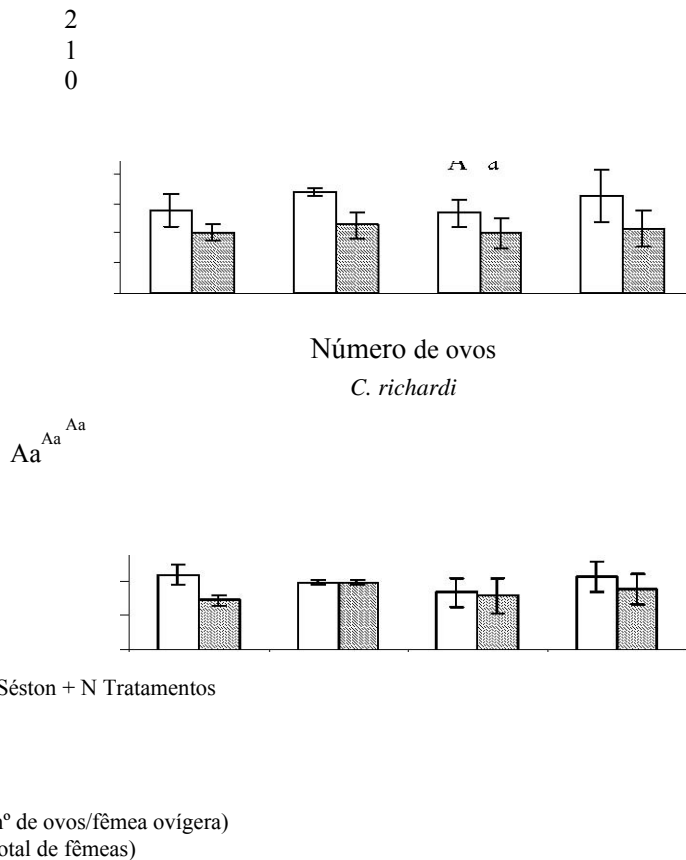 2
1
0
A a
Número de ovos
C. richardi
Aa Aa Aa
Séston + N Tratamentos
nº de ovos/fêmea ovígera)
otal de fêmeas)